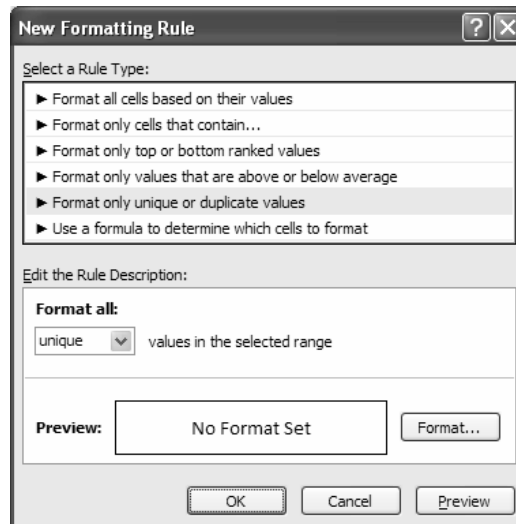 New Formatting Rule
Select a Rule Type:
► Format all cells based on their values
► Format only cells that contain...
► Format only top or bottom ranked values
► Format only values that are above or below average
► Format only unique or duplicate values
► Use a formula to determine which cells to format
Edit the Rule Description:
Format all:
unique values in the selected range
Preview: No Format Set Format...
OK Cancel Preview